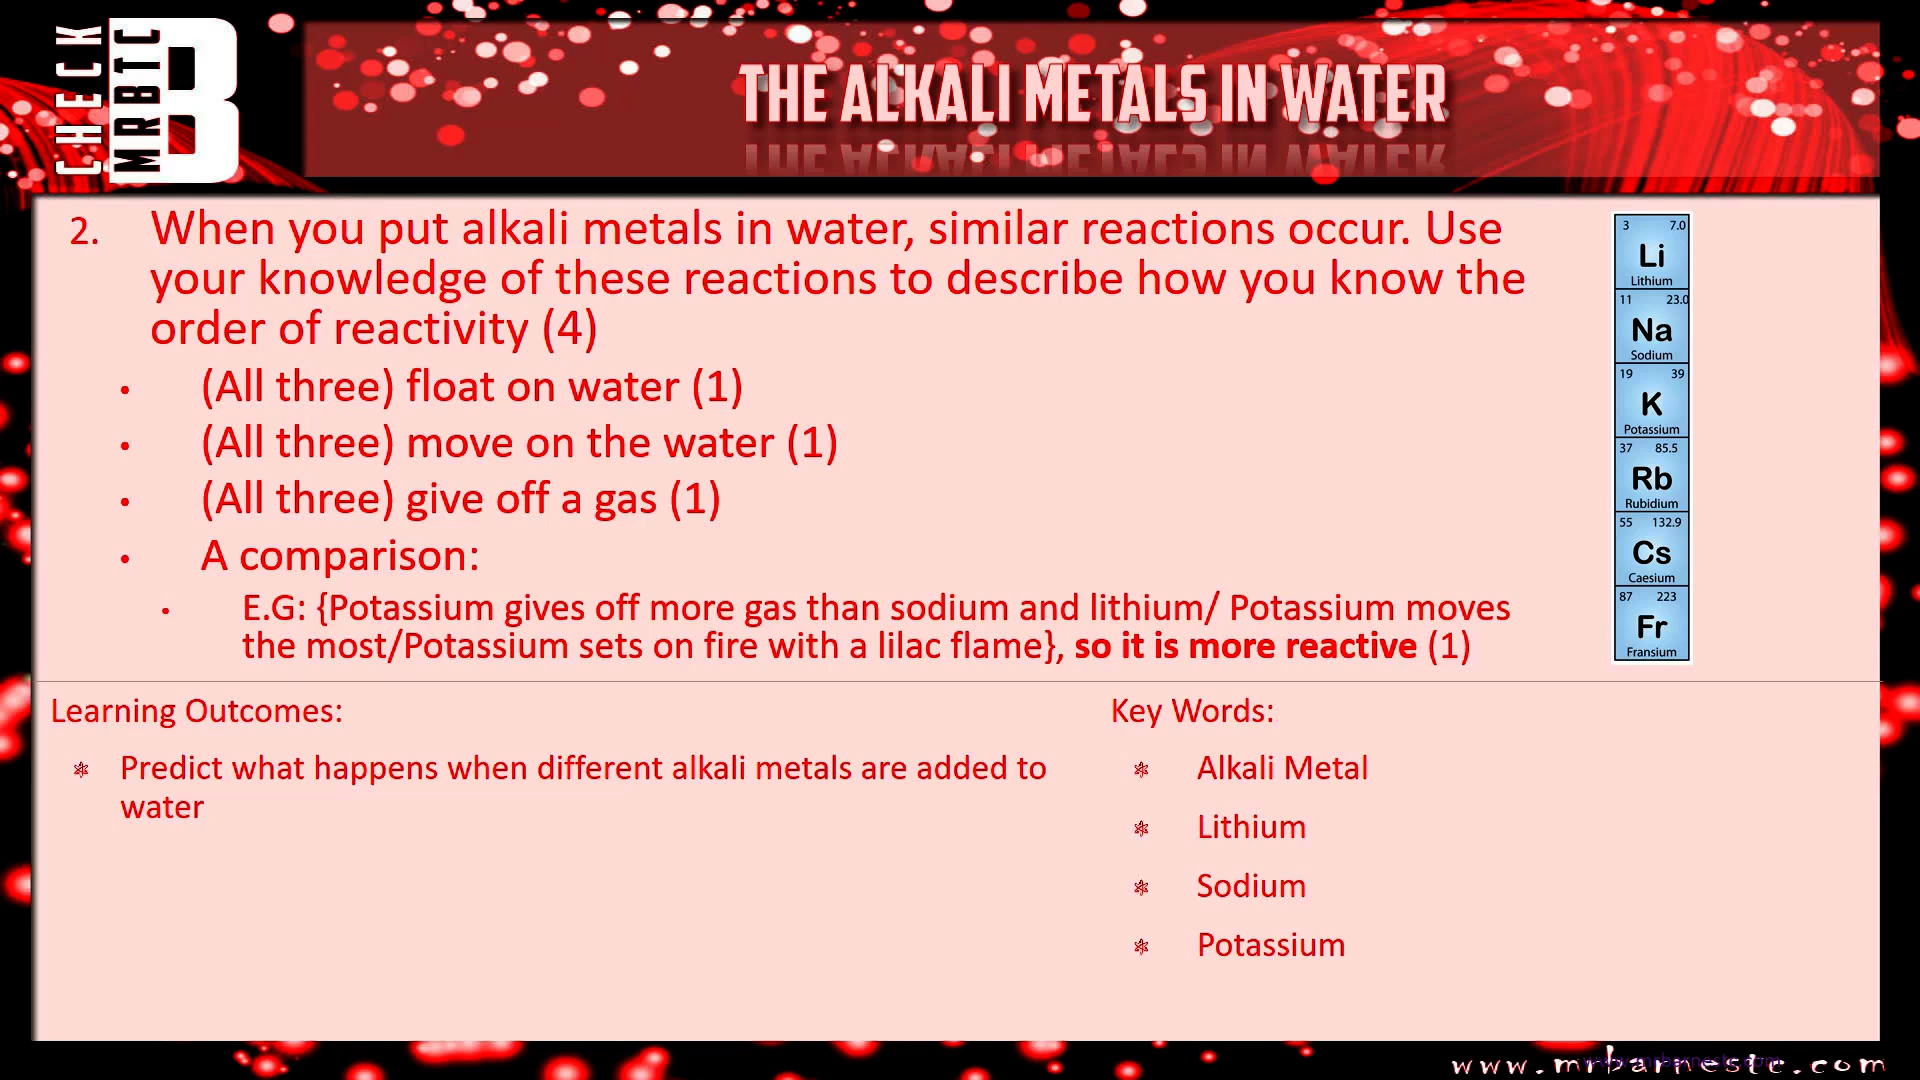 CHECK
MRBTC
B
THE ALKALI METALS IN WATER
2. When you put alkali metals in water, similar reactions occur. Use
your knowledge of these reactions to describe how you know the
order of reactivity (4)
• (All three) float on water (1)
• (All three) move on the water (1)
• (All three) give off a gas (1)
• A comparison:
• E.G: {Potassium gives off more gas than sodium and lithium/ Potassium moves
the most/Potassium sets on fire with a lilac flame}, so it is more reactive (1)
3 7.0
Li
Lithium
11 23.0
Na
Sodium
19 39
K
Potassium
37 85.5
Rb
Rubidium
55 132.9
Cs
Caesium
87 223
Fr
Fransium
Learning Outcomes:
Predict what happens when different alkali metals are added to
water
Key Words:
Alkali Metal
Lithium
Sodium
Potassium
www.mrbarnestc.com
www.mrbarnestc.com